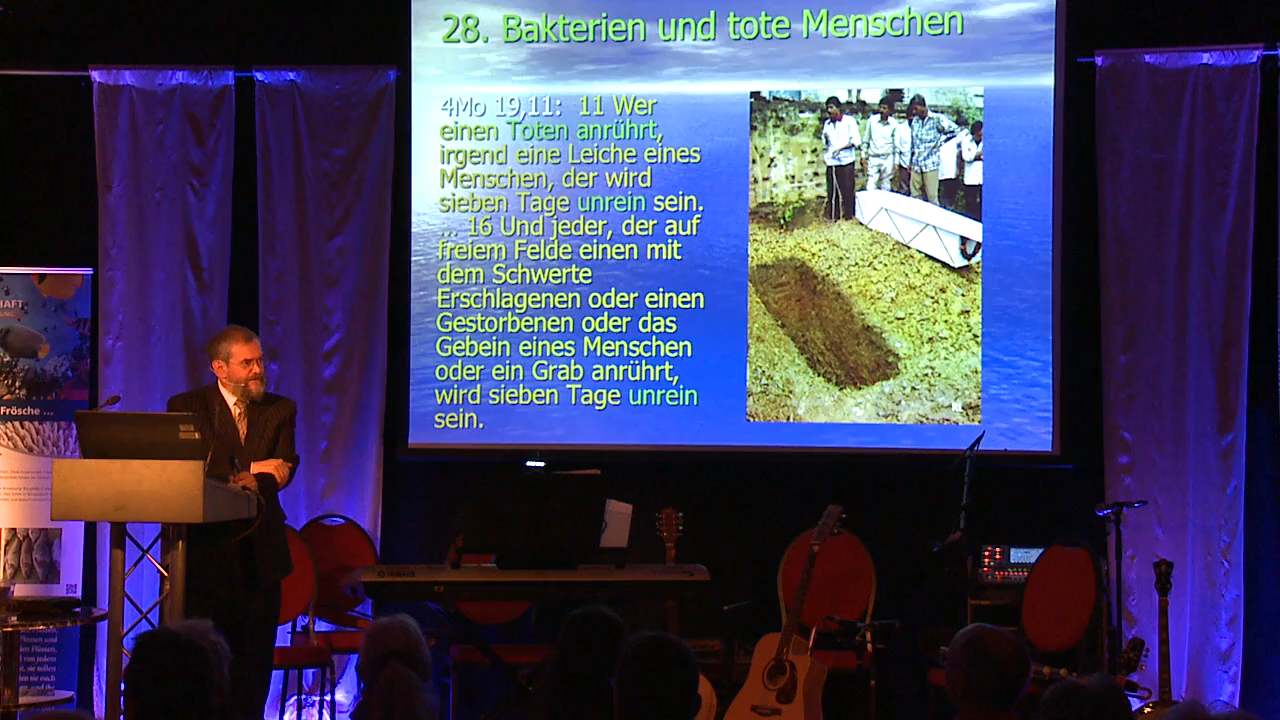 28. Bakterien und tote Menschen
4Mo 19,11: 11 Wer
einen Toten anrührt,
irgend eine Leiche eines
Menschen, der wird
sieben Tage unrein sein.
... 16 Und jeder, der auf
freiem Felde einen mit
dem Schwerte
Erschlagenen oder einen
Gestorbenen oder das
Gebein eines Menschen
oder ein Grab anrührt,
wird sieben Tage unrein
sein.
HAFT
Frösche ...
YAMAHA